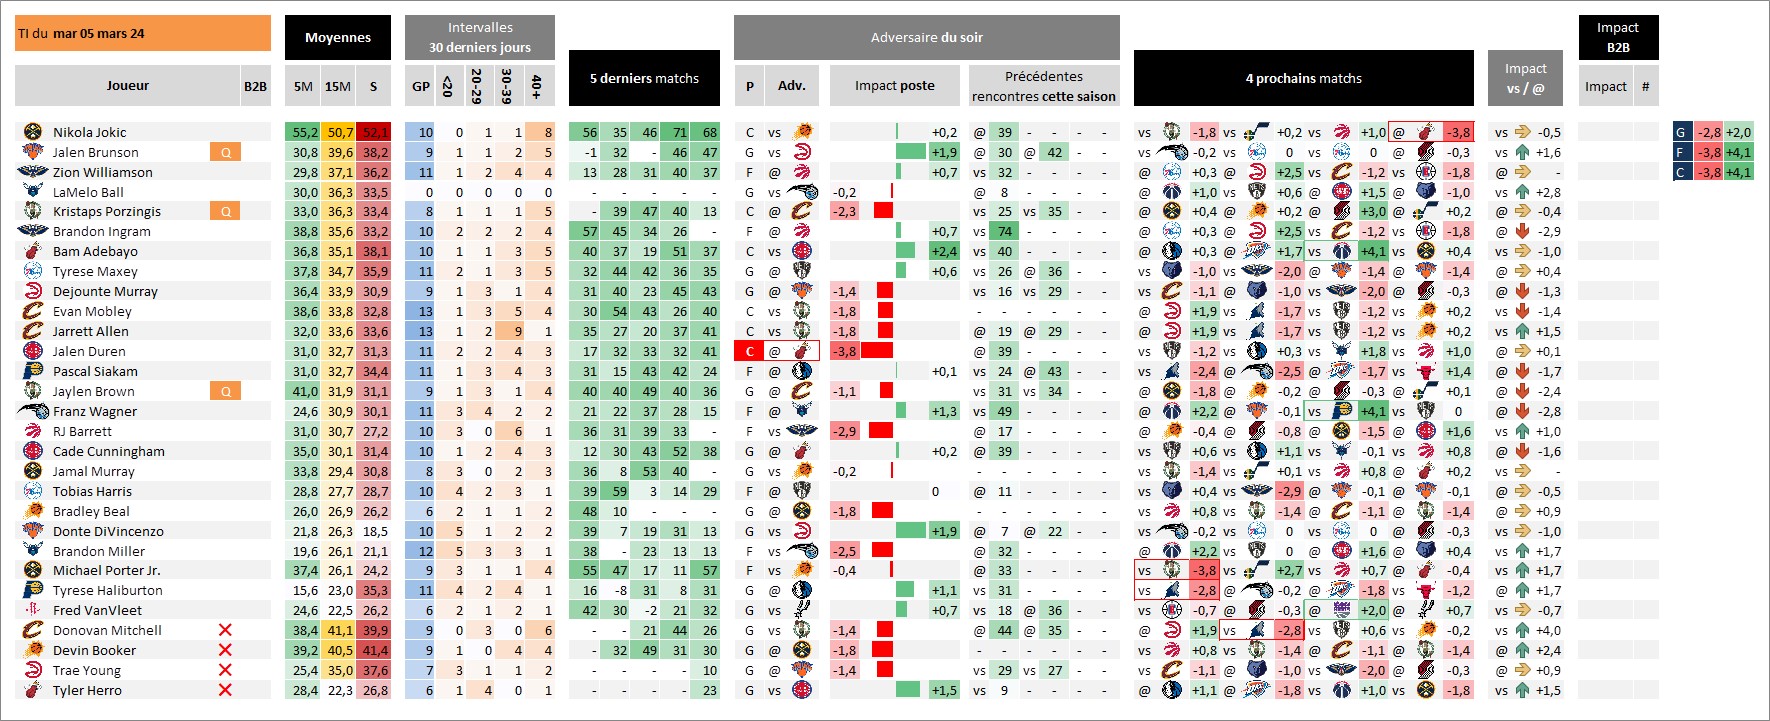 TI du mar 05 mars 24
Moyennes
Intervalles
30 derniers jours
5 derniers matchs
Adversaire du soir
4 prochains matchs
Impact
vs / @
Impact
B2B
Joueur B2B 5M 15M S GP <20 20-29 30-39 40+ P Adv. Impact poste Précédentes rencontres cette saison Impact #
Nikola Jokic 55,2 50,7 52,1 10 0 1 1 8 56 35 46 71 68 C vs +0,2 @ 39 - - - - vs -1,8 vs +0,2 vs +1,0 @ -3,8 vs -0,5
Jalen Brunson Q 30,8 39,6 38,2 9 1 1 2 5 -1 32 - 46 47 G vs +1,9 @ 30 @ 42 - - vs -0,2 vs 0 vs 0 @ -0,3 vs +1,6
Zion Williamson 29,8 37,1 36,2 11 1 2 4 4 13 28 31 40 37 F @ +0,7 vs 32 - - - - @ +0,3 @ +2,5 vs -1,2 vs -1,8 @ -
LaMelo Ball 30,0 36,3 33,5 0 0 0 0 0 - - - - - G vs -0,2 @ 8 - - - - @ +1,0 vs +0,6 @ +1,5 @ -1,0 vs +2,8
Kristaps Porzingis Q 33,0 36,3 33,4 8 1 1 1 5 - 39 47 40 13 C @ -2,3 vs 25 vs 35 - - @ +0,4 @ +0,2 @ +3,0 @ +0,2 vs -0,4
Brandon Ingram 38,8 35,6 33,2 10 2 2 2 4 57 45 34 26 - F @ +0,7 vs 74 - - - - @ +0,3 @ +2,5 vs -1,2 vs -1,8 @ -2,9
Bam Adebayo 36,8 35,1 38,1 10 1 1 3 5 40 37 19 51 37 C vs +2,4 vs 40 - - - - @ +0,3 @ +1,7 vs +4,1 vs +0,4 vs -1,0
Tyrese Maxey 37,8 34,7 35,9 11 2 1 3 5 32 44 42 36 35 G @ +0,6 vs 26 @ 36 - - vs -1,0 vs -2,0 @ -1,4 @ -1,4 @ +0,4
Dejounte Murray 36,4 33,9 30,9 9 1 3 1 4 31 40 23 45 43 G @ -1,4 vs 16 vs 29 - - vs -1,1 @ -1,0 vs -2,0 @ -0,3 @ -1,3
Evan Mobley 38,6 33,8 32,8 13 1 3 5 4 30 54 43 26 40 C vs -1,8 - - - - - - @ +1,9 vs -1,7 vs -1,2 vs +0,2 vs -1,4
Jarrett Allen 32,0 33,6 33,6 13 1 2 9 1 35 27 20 37 41 C vs -1,8 @ 19 @ 29 - - @ +1,9 vs -1,7 vs -1,2 vs +0,2 vs +1,5
Jalen Duren 31,0 32,7 31,3 11 2 2 4 3 17 32 33 32 41 C @ -3,8 @ 39 - - - - vs -1,2 vs +0,3 vs +1,8 vs +1,0 @ +0,1
Pascal Siakam 31,0 32,7 34,4 11 1 3 4 3 31 15 43 42 24 F @ +0,1 vs 24 @ 43 - - vs -2,4 @ -2,5 @ -1,7 vs +1,4 @ -1,7
Jaylen Brown Q 41,0 31,9 31,1 9 1 3 1 4 40 40 49 40 36 G @ -1,1 vs 31 vs 34 - - @ -1,8 @ -0,2 @ -0,3 @ +0,1 @ -2,4
Franz Wagner 24,6 30,9 30,1 11 3 4 2 2 21 22 37 28 15 F @ +1,3 vs 49 - - - - @ +2,2 @ -0,1 vs +4,1 vs 0 @ -2,8
RJ Barrett 31,0 30,7 27,2 10 3 0 6 1 36 31 39 33 - F vs -2,9 @ 17 - - - - @ -0,4 @ -0,8 @ -1,5 @ +1,6 vs +1,0
Cade Cunningham 35,0 30,1 31,4 10 1 2 4 3 12 30 43 52 38 G @ +0,2 @ 39 - - - - vs +0,6 vs +1,1 vs -0,1 vs +0,8 @ -1,6
Jamal Murray 33,8 29,4 30,8 8 3 0 2 3 36 8 53 40 - G vs -0,2 - - - - - - vs -1,4 vs +0,1 vs +0,8 @ +0,2 vs -
Tobias Harris 28,8 27,7 28,7 10 4 2 3 1 39 59 3 14 29 F @ 0 @ 11 - - - - vs +0,4 vs -2,9 @ -0,1 @ -0,1 @ -0,5
Bradley Beal 26,0 26,9 26,2 6 2 1 1 2 48 10 - - - G @ -1,8 - - - - - - vs +0,8 vs -1,4 @ -1,1 @ -1,4 @ +0,9
Donte DiVincenzo 21,8 26,3 18,5 10 5 1 2 2 39 7 19 31 13 G vs +1,9 @ 7 @ 22 - - vs -0,2 vs 0 vs 0 @ -0,3 vs -1,0
Brandon Miller 19,6 26,1 21,1 12 5 3 3 1 38 - 23 13 13 F vs -2,5 @ 32 - - - - @ +2,2 vs 0 @ +1,6 @ +0,4 vs +1,7
Michael Porter Jr. 37,4 26,1 24,2 9 3 1 1 4 55 47 17 11 57 F vs -0,4 @ 33 - - - - vs -3,8 vs +2,7 vs +0,7 @ -0,4 vs +1,7
Tyrese Haliburton 15,6 23,0 35,3 11 4 2 4 1 16 -8 31 8 31 G @ +1,1 vs 31 - - - - vs -2,8 @ -0,2 @ -1,8 vs -1,2 vs +1,7
Fred VanVleet 24,6 22,5 26,2 6 2 1 2 1 42 30 -2 21 32 G vs +0,7 vs 18 @ 36 - - vs -0,7 @ -0,3 @ +2,0 @ +0,7 vs -0,7
Donovan Mitchell 38,4 41,1 39,9 9 0 3 0 6 - - 21 44 26 G vs -1,4 @ 44 @ 35 - - @ +1,9 vs -2,8 vs +0,6 vs -0,2 vs +4,0
Devin Booker 39,2 40,5 41,4 9 1 0 4 4 - 32 49 31 30 G @ -1,8 - - - - - - vs +0,8 vs -1,4 @ -1,1 @ -1,4 @ +2,4
Trae Young 25,4 35,0 37,6 7 3 1 1 2 - - - - 10 G @ -1,4 vs 29 vs 27 - - vs -1,1 @ -1,0 vs -2,0 @ -0,3 @ +0,9
Tyler Herro 28,4 22,3 26,8 6 1 4 0 1 - - - - 23 G vs +1,5 vs 9 - - - - @ +1,1 @ -1,8 vs +1,0 vs -1,8 vs +1,5
G -2,8 +2,0
F -3,8 +4,1
C -3,8 +4,1